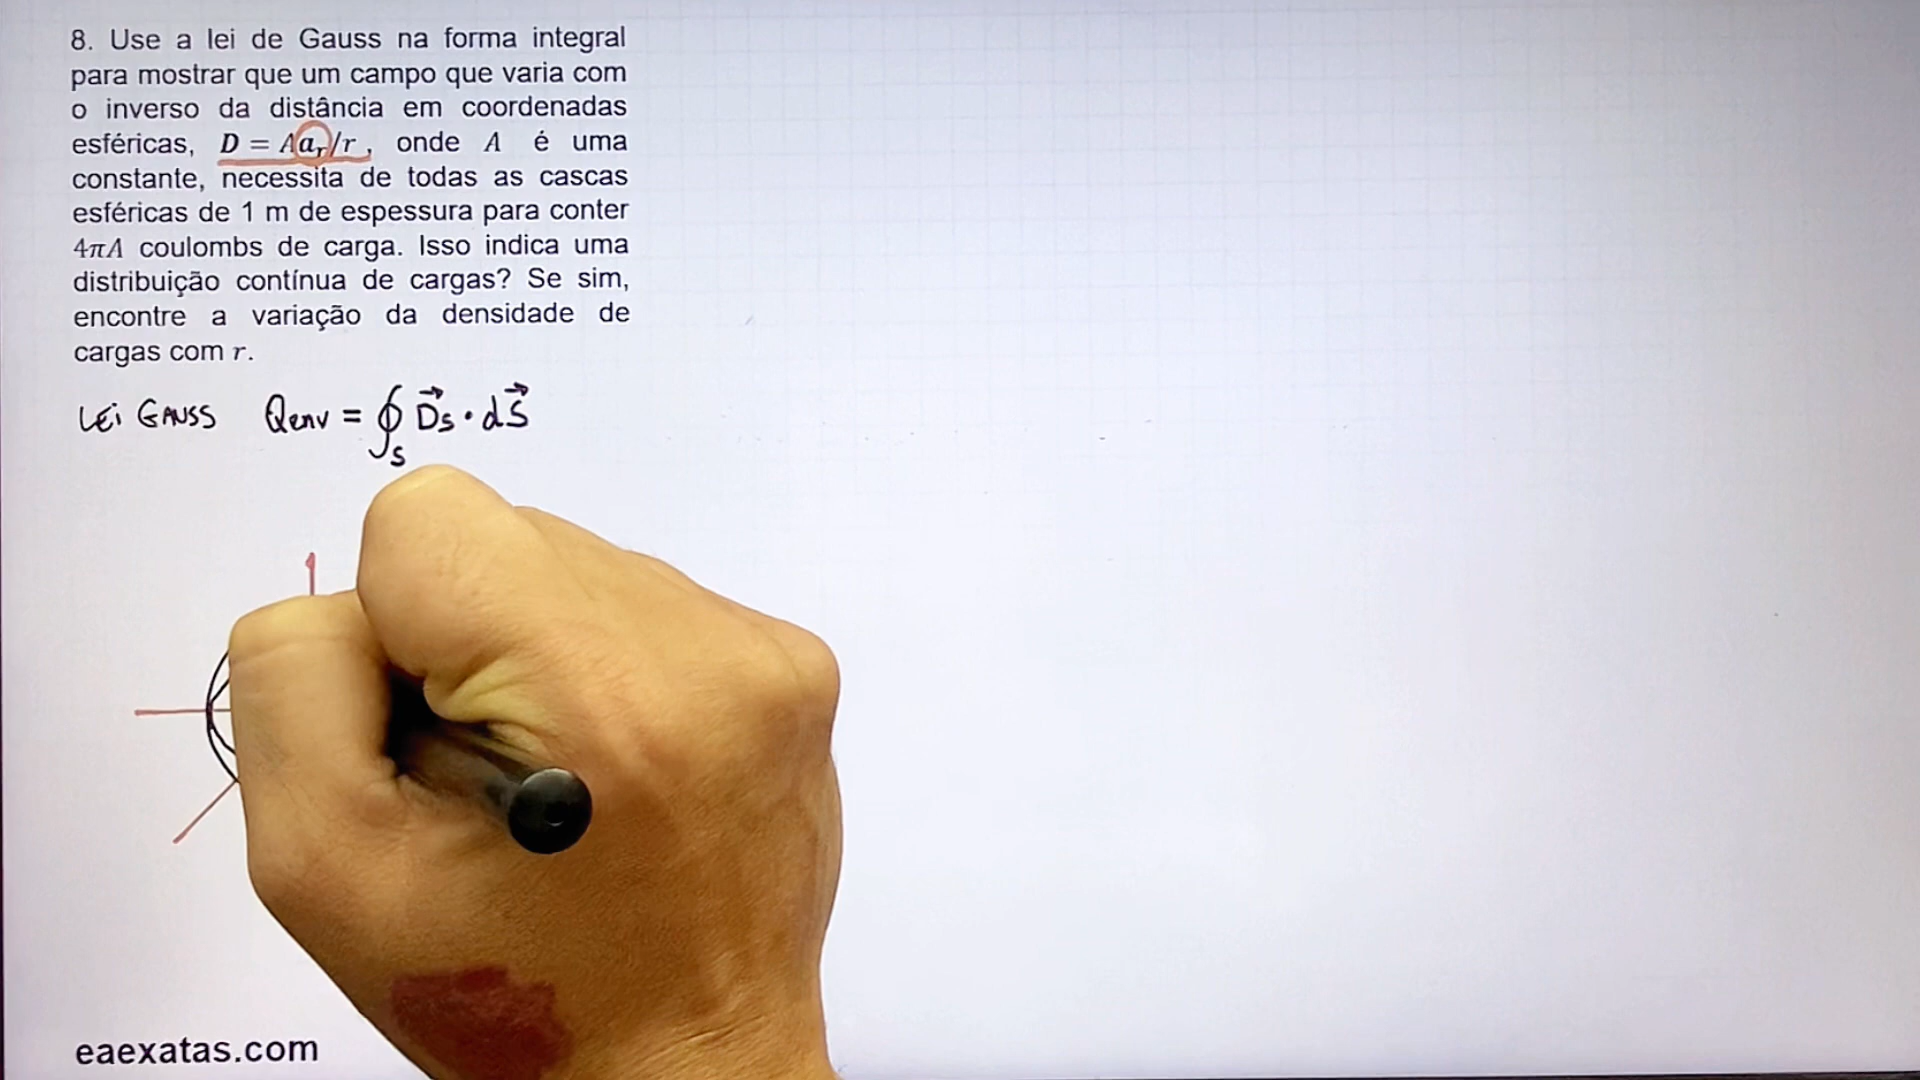 8. Use a lei de Gauss na forma integral
para mostrar que um campo que varia com
o inverso da distância em coordenadas
esféricas, D = Aaᵣ/r , onde A é uma
constante, necessita de todas as cascas
esféricas de 1 m de espessura para conter
4πA coulombs de carga. Isso indica uma
distribuição contínua de cargas? Se sim,
encontre a variação da densidade de
cargas com r.
LEi GAUSS Qenv = ∮S D⃗s · dS⃗
eaexatas.com